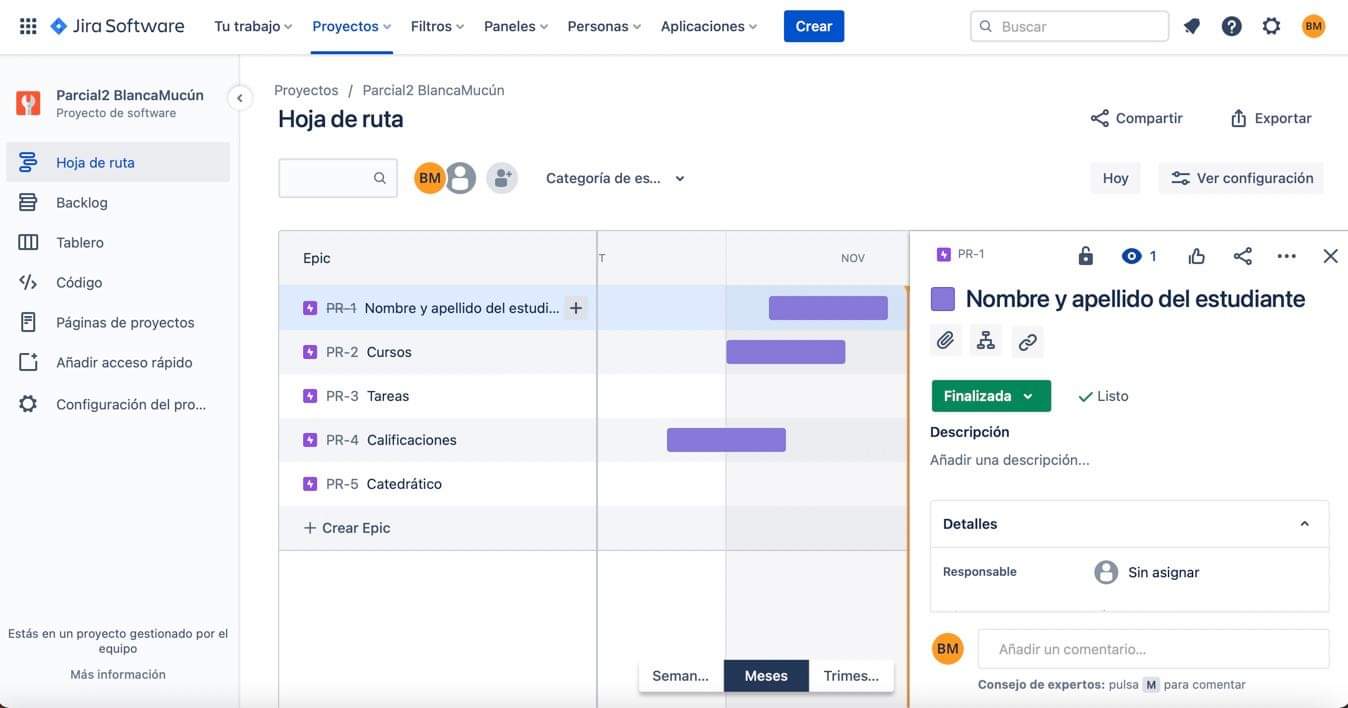 Jira Software Tu trabajo Proyectos Filtros Paneles Personas Aplicaciones Crear Buscar BM
Parcial2 BlancaMucún
Proyecto de software
Hoja de ruta
Backlog
Tablero
Código
Páginas de proyectos
Añadir acceso rápido
Configuración del pro...
Estás en un proyecto gestionado por el
equipo
Más información
Proyectos / Parcial2 BlancaMucún
Hoja de ruta
Compartir Exportar
BM Categoría de es... Hoy Ver configuración
Epic T NOV
PR-1 Nombre y apellido del estudi...
PR-2 Cursos
PR-3 Tareas
PR-4 Calificaciones
PR-5 Catedrático
Crear Epic
Seman... Meses Trimes...
PR-1 1
Nombre y apellido del estudiante
Finalizada Listo
Descripción
Añadir una descripción...
Detalles
Responsable Sin asignar
BM Añadir un comentario...
Consejo de expertos: pulsa M para comentar